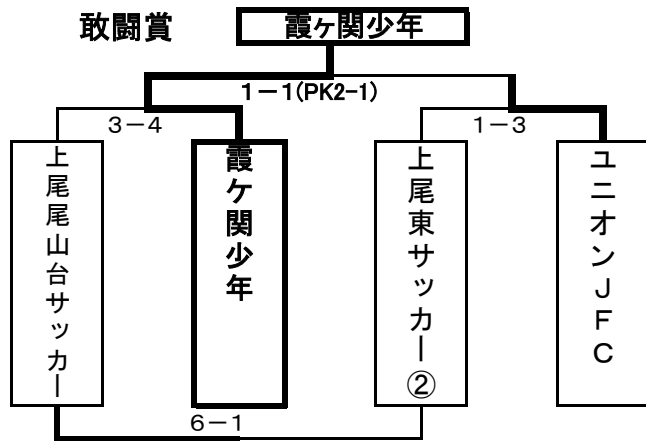 敢闘賞
霞ヶ関少年
1－1(PK2-1)
3－4
1－3
上尾尾山台サッカー
霞ケ関少年
上尾東サッカー②
ユニオンJFC
6－1